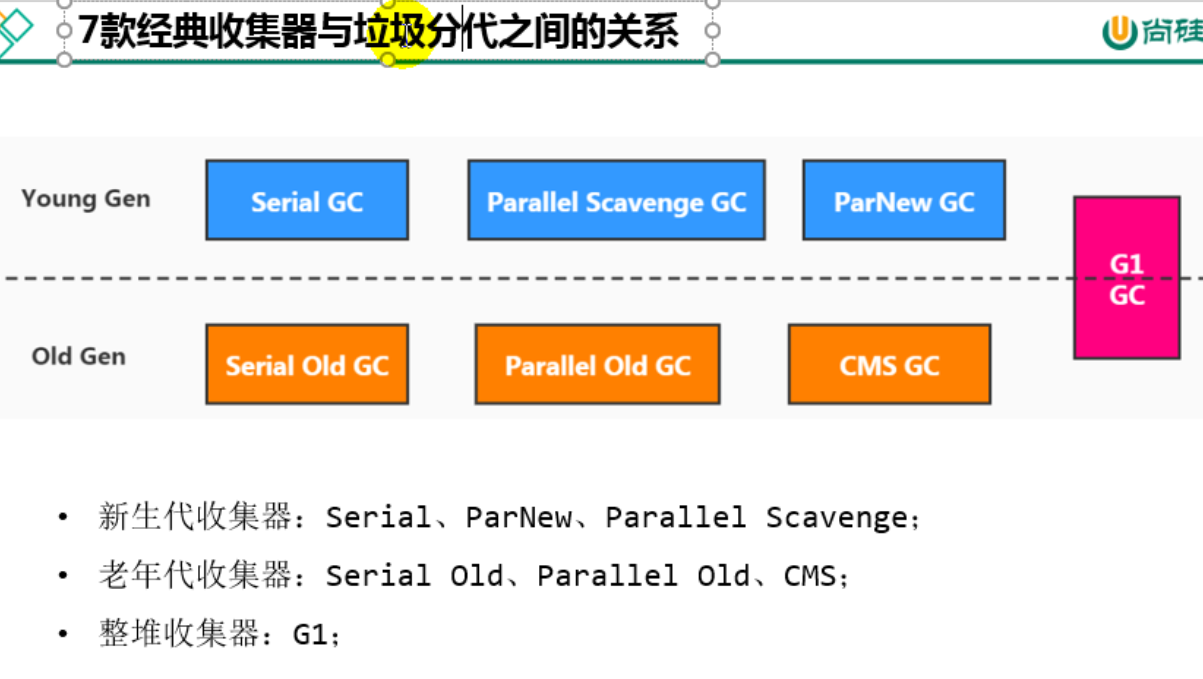 7款经典收集器与垃圾分代之间的关系
尚硅
Young Gen
Serial GC
Parallel Scavenge GC
ParNew GC
G1
GC
Old Gen
Serial Old GC
Parallel Old GC
CMS GC
• 新生代收集器：Serial、ParNew、Parallel Scavenge；
• 老年代收集器：Serial Old、Parallel Old、CMS；
• 整堆收集器：G1；